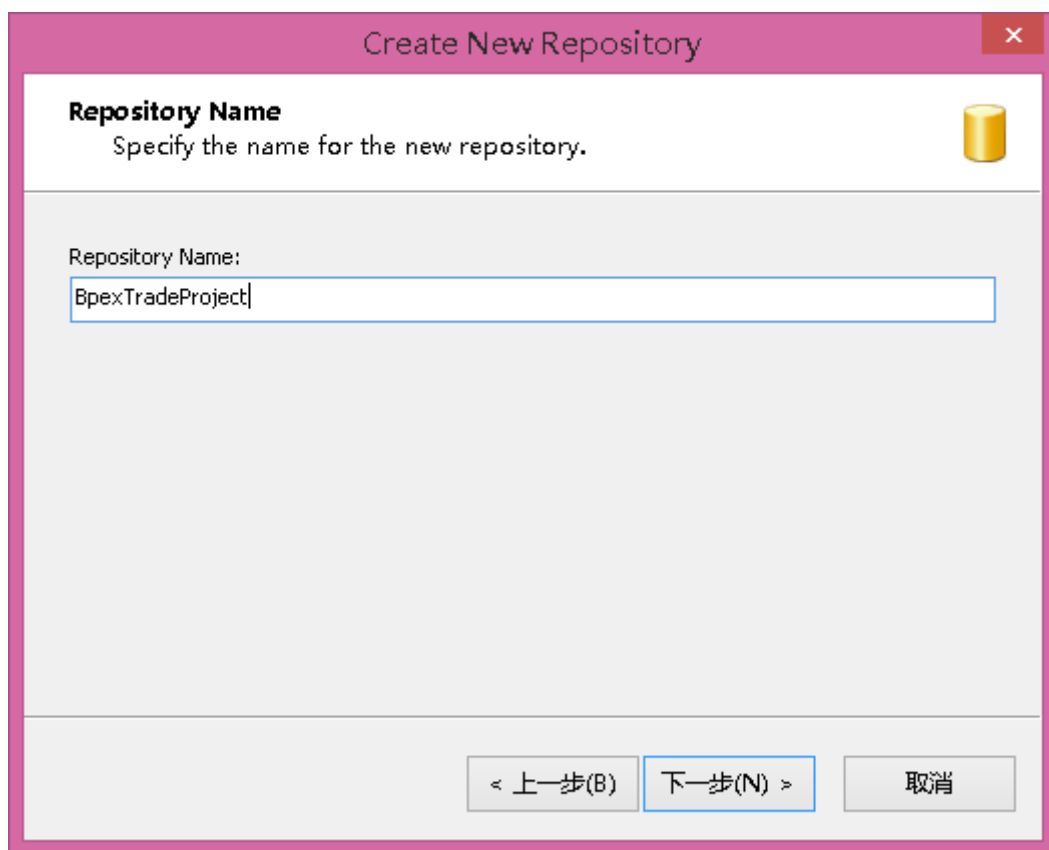 Create New Repository
Repository Name
Specify the name for the new repository.
Repository Name:
BpexTradeProject
< 上一步(B) 下一步(N) > 取消